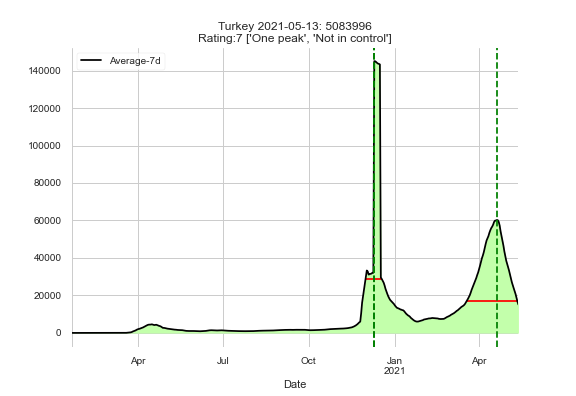 Turkey 2021-05-13: 5083996
Rating:7 ['One peak', 'Not in control']
Average-7d
140000
120000
100000
80000
60000
40000
20000
0
Apr
Jul
Oct
Jan
2021
Apr
Date